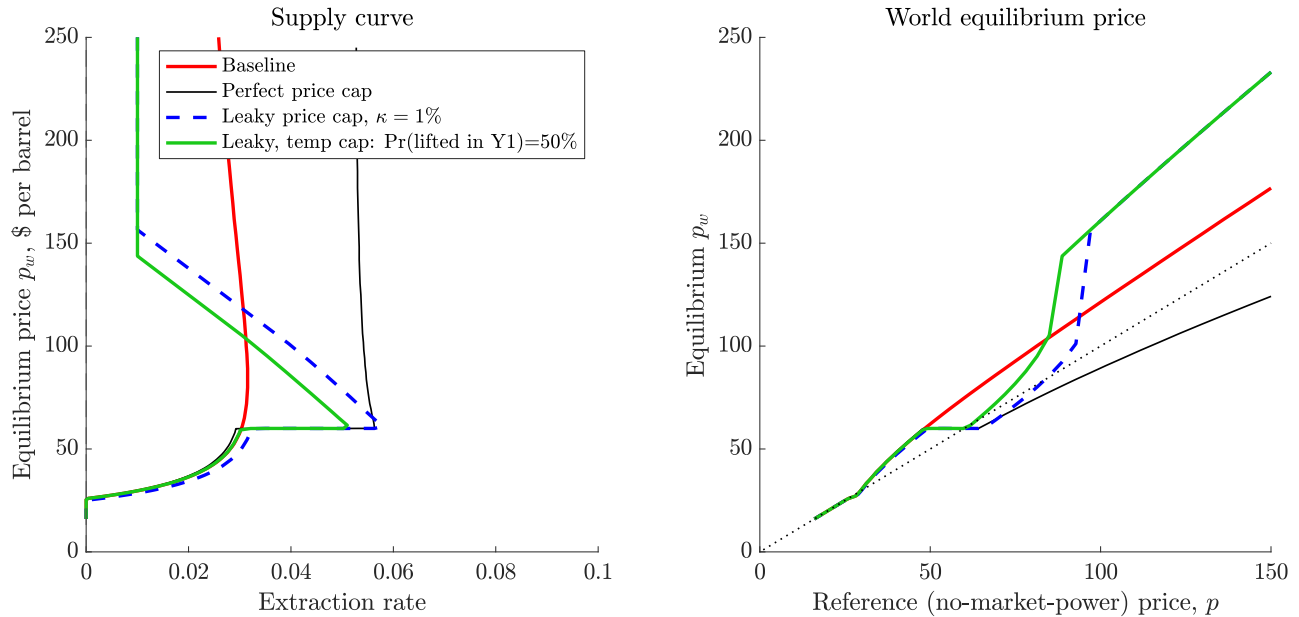 Supply curve
250
200
150
100
50
0
Equilibrium price p_w, $ per barrel
Baseline
Perfect price cap
Leaky price cap, κ = 1%
Leaky, temp cap: Pr(lifted in Y1)=50%
0 0.02 0.04 0.06 0.08 0.1
Extraction rate
World equilibrium price
250
200
150
100
50
0
Equilibrium p_w
0 50 100 150
Reference (no-market-power) price, p